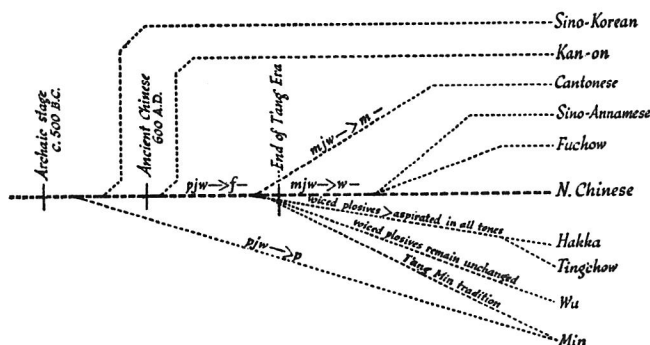 Sino-Korean
Kan-on
Cantonese
Sino-Annamese
Fuchow
N. Chinese
Hakka
Tingchow
Wu
Min
Archaic stage
c. 500 B.C.
Ancient Chinese
600 A.D.
End of T'ang Era
pjw -> f -
mjw -> m -
mjw -> w -
voiced plosives > aspirated in all tones
voiced plosives remain unchanged
T'ang Min tradition
pjw -> p